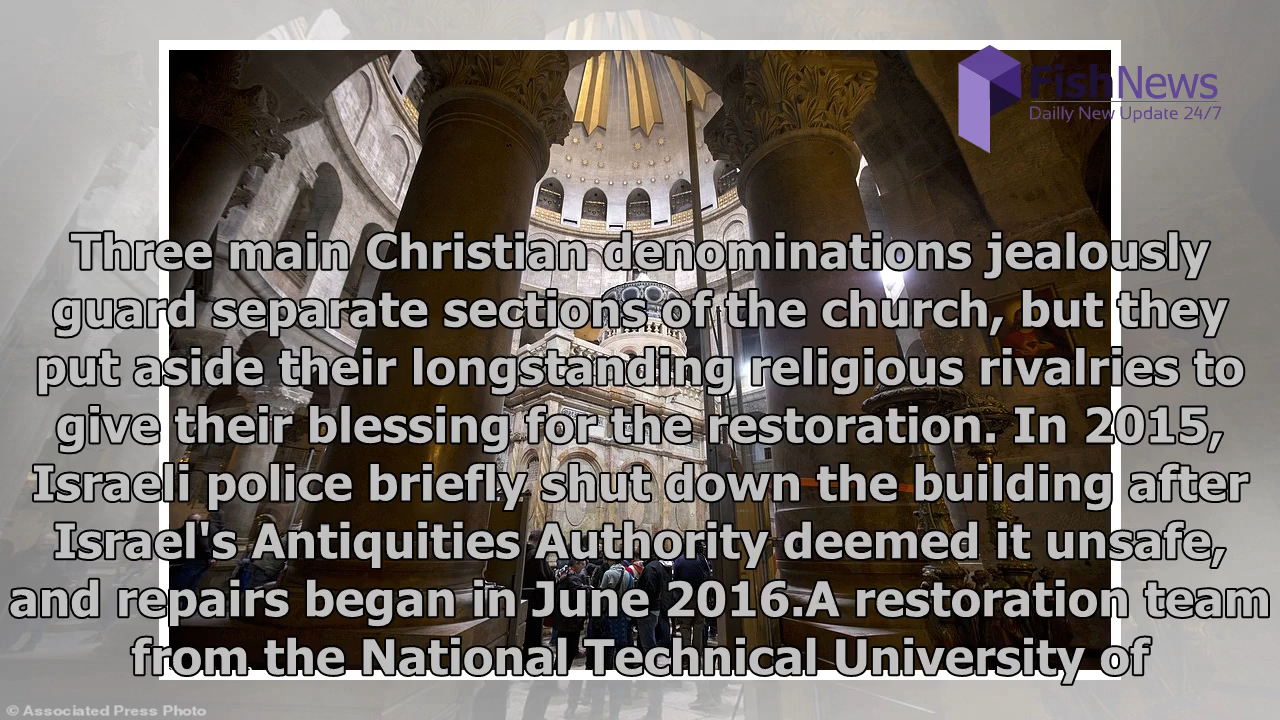 FishNews
Dailly New Update 24/7
Three main Christian denominations jealously
guard separate sections of the church, but they
put aside their longstanding religious rivalries to
give their blessing for the restoration. In 2015,
Israeli police briefly shut down the building after
Israel's Antiquities Authority deemed it unsafe,
and repairs began in June 2016.A restoration team
from the National Technical University of
© Associated Press Photo